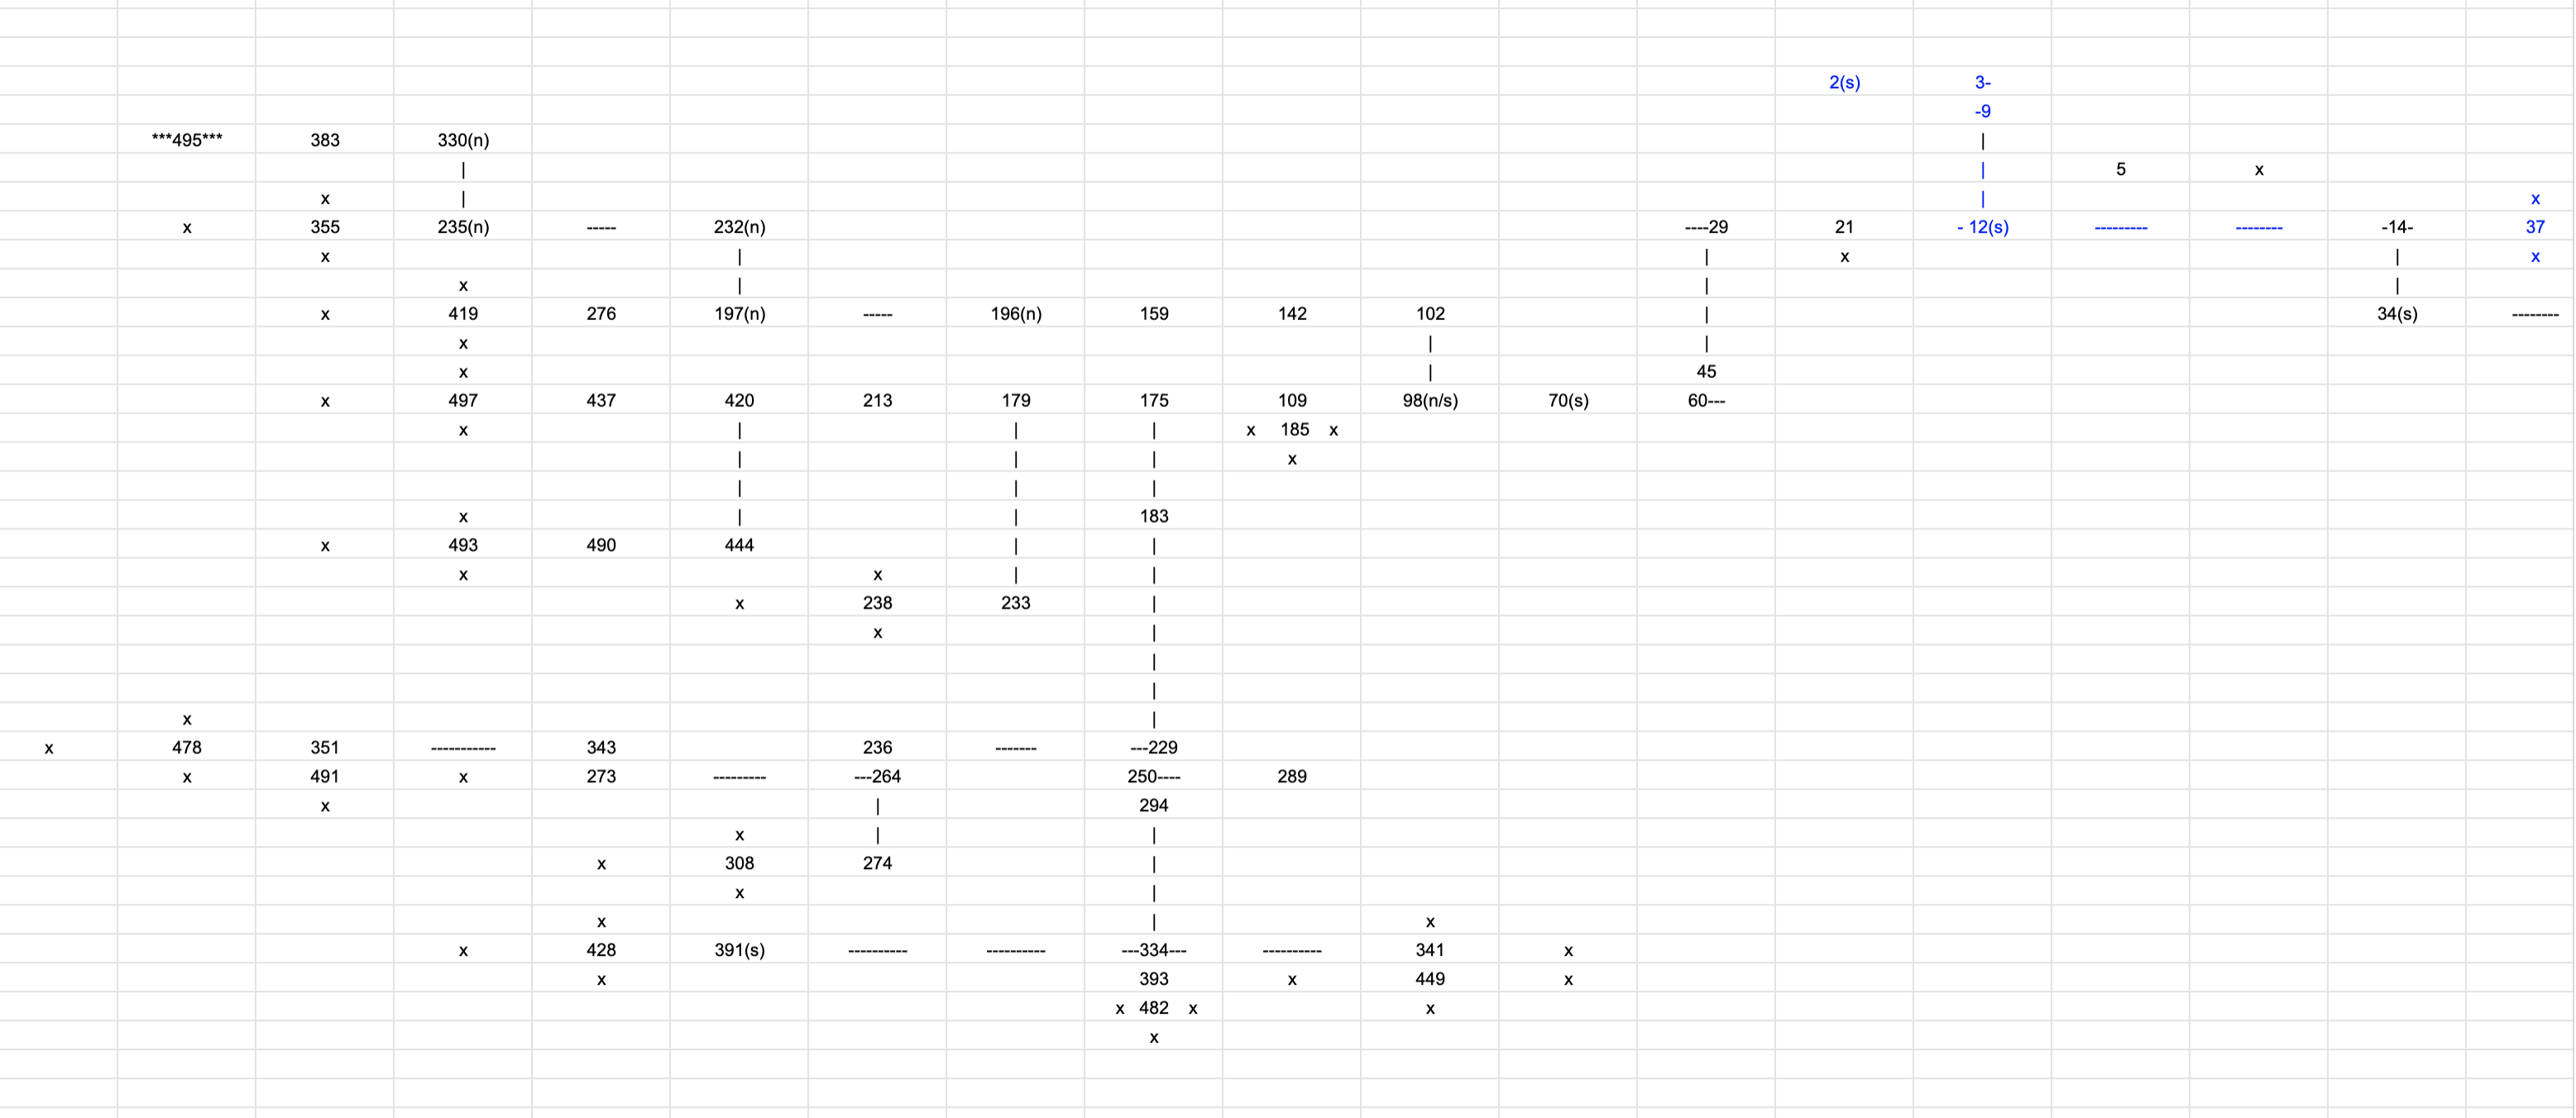 2(s) 3-
-9
***495*** 383 330(n) |
| | 5 x
x | | x
x 355 235(n) ----- 232(n) ----29 21 - 12(s) --------- -------- -14- 37
x | | x | x
x | | |
x 419 276 197(n) ----- 196(n) 159 142 102 | 34(s) --------
x | |
x | 45
x 497 437 420 213 179 175 109 98(n/s) 70(s) 60---
x | | | x 185 x
| | | x
| | |
x | | 183
x 493 490 444 | |
x x | |
x 238 233 |
x |
|
|
x |
x 478 351 ----------- 343 236 ------- ---229
x 491 x 273 --------- ---264 250---- 289
x | 294
x | |
x 308 274 |
x |
x | x
x 428 391(s) ---------- ---------- ---334--- ---------- 341 x
x 393 x 449 x
x 482 x x
x